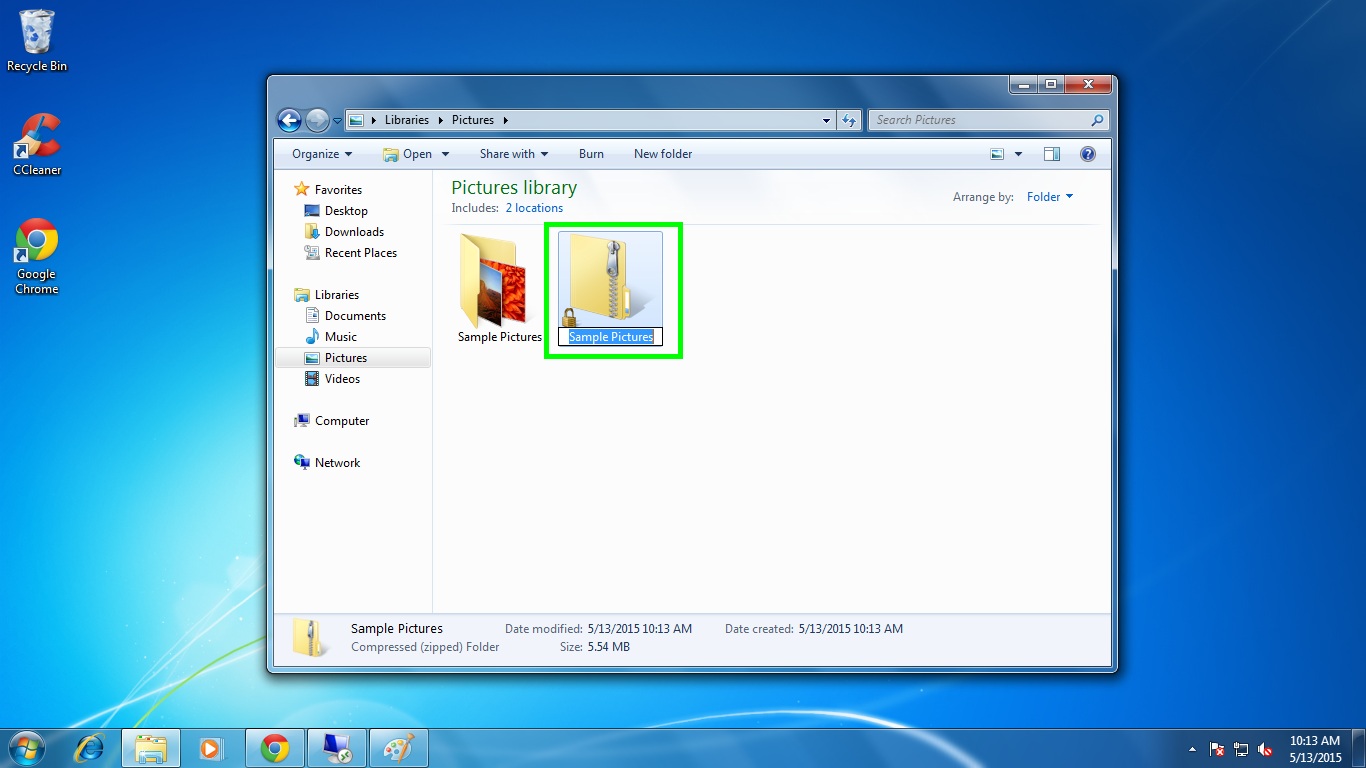 Recycle Bin
CCleaner
Google
Chrome
Libraries Pictures
Search Pictures
Organize Open Share with Burn New folder
Favorites
Desktop
Downloads
Recent Places
Libraries
Documents
Music
Pictures
Videos
Computer
Network
Pictures library
Includes: 2 locations
Arrange by: Folder
Sample Pictures
Sample Pictures
Sample Pictures Date modified: 5/13/2015 10:13 AM Date created: 5/13/2015 10:13 AM
Compressed (zipped) Folder Size: 5.54 MB
10:13 AM
5/13/2015